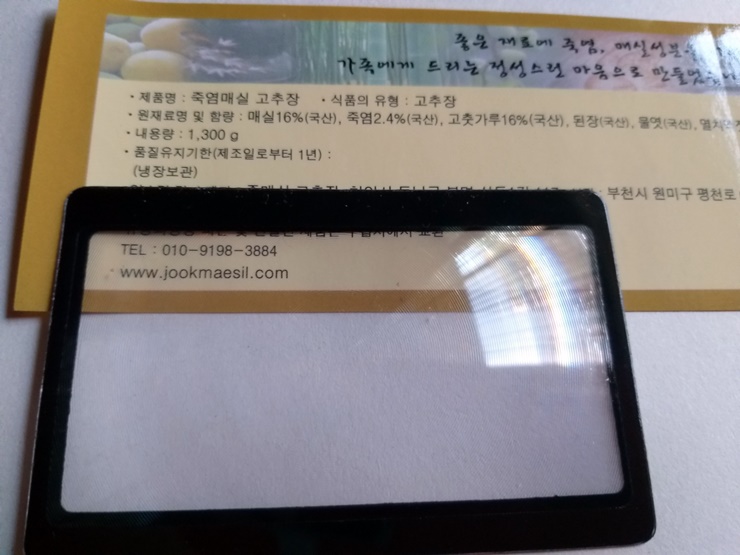 좋은 재료에 죽염, 매실성분을
가족에게 드리는 정성스런 마음으로 만들었습니다
· 제품명 : 죽염매실 고추장 · 식품의 유형 : 고추장
· 원재료명 및 함량 : 매실16%(국산), 죽염2.4%(국산), 고춧가루16%(국산), 된장(국산), 물엿(국산),
· 내용량 : 1,300 g
· 품질유지기한(제조일로부터 1년) :
(냉장보관)
: 부천시 원미구 평천로
TEL : 010-9198-3884
www.jookmaesil.com